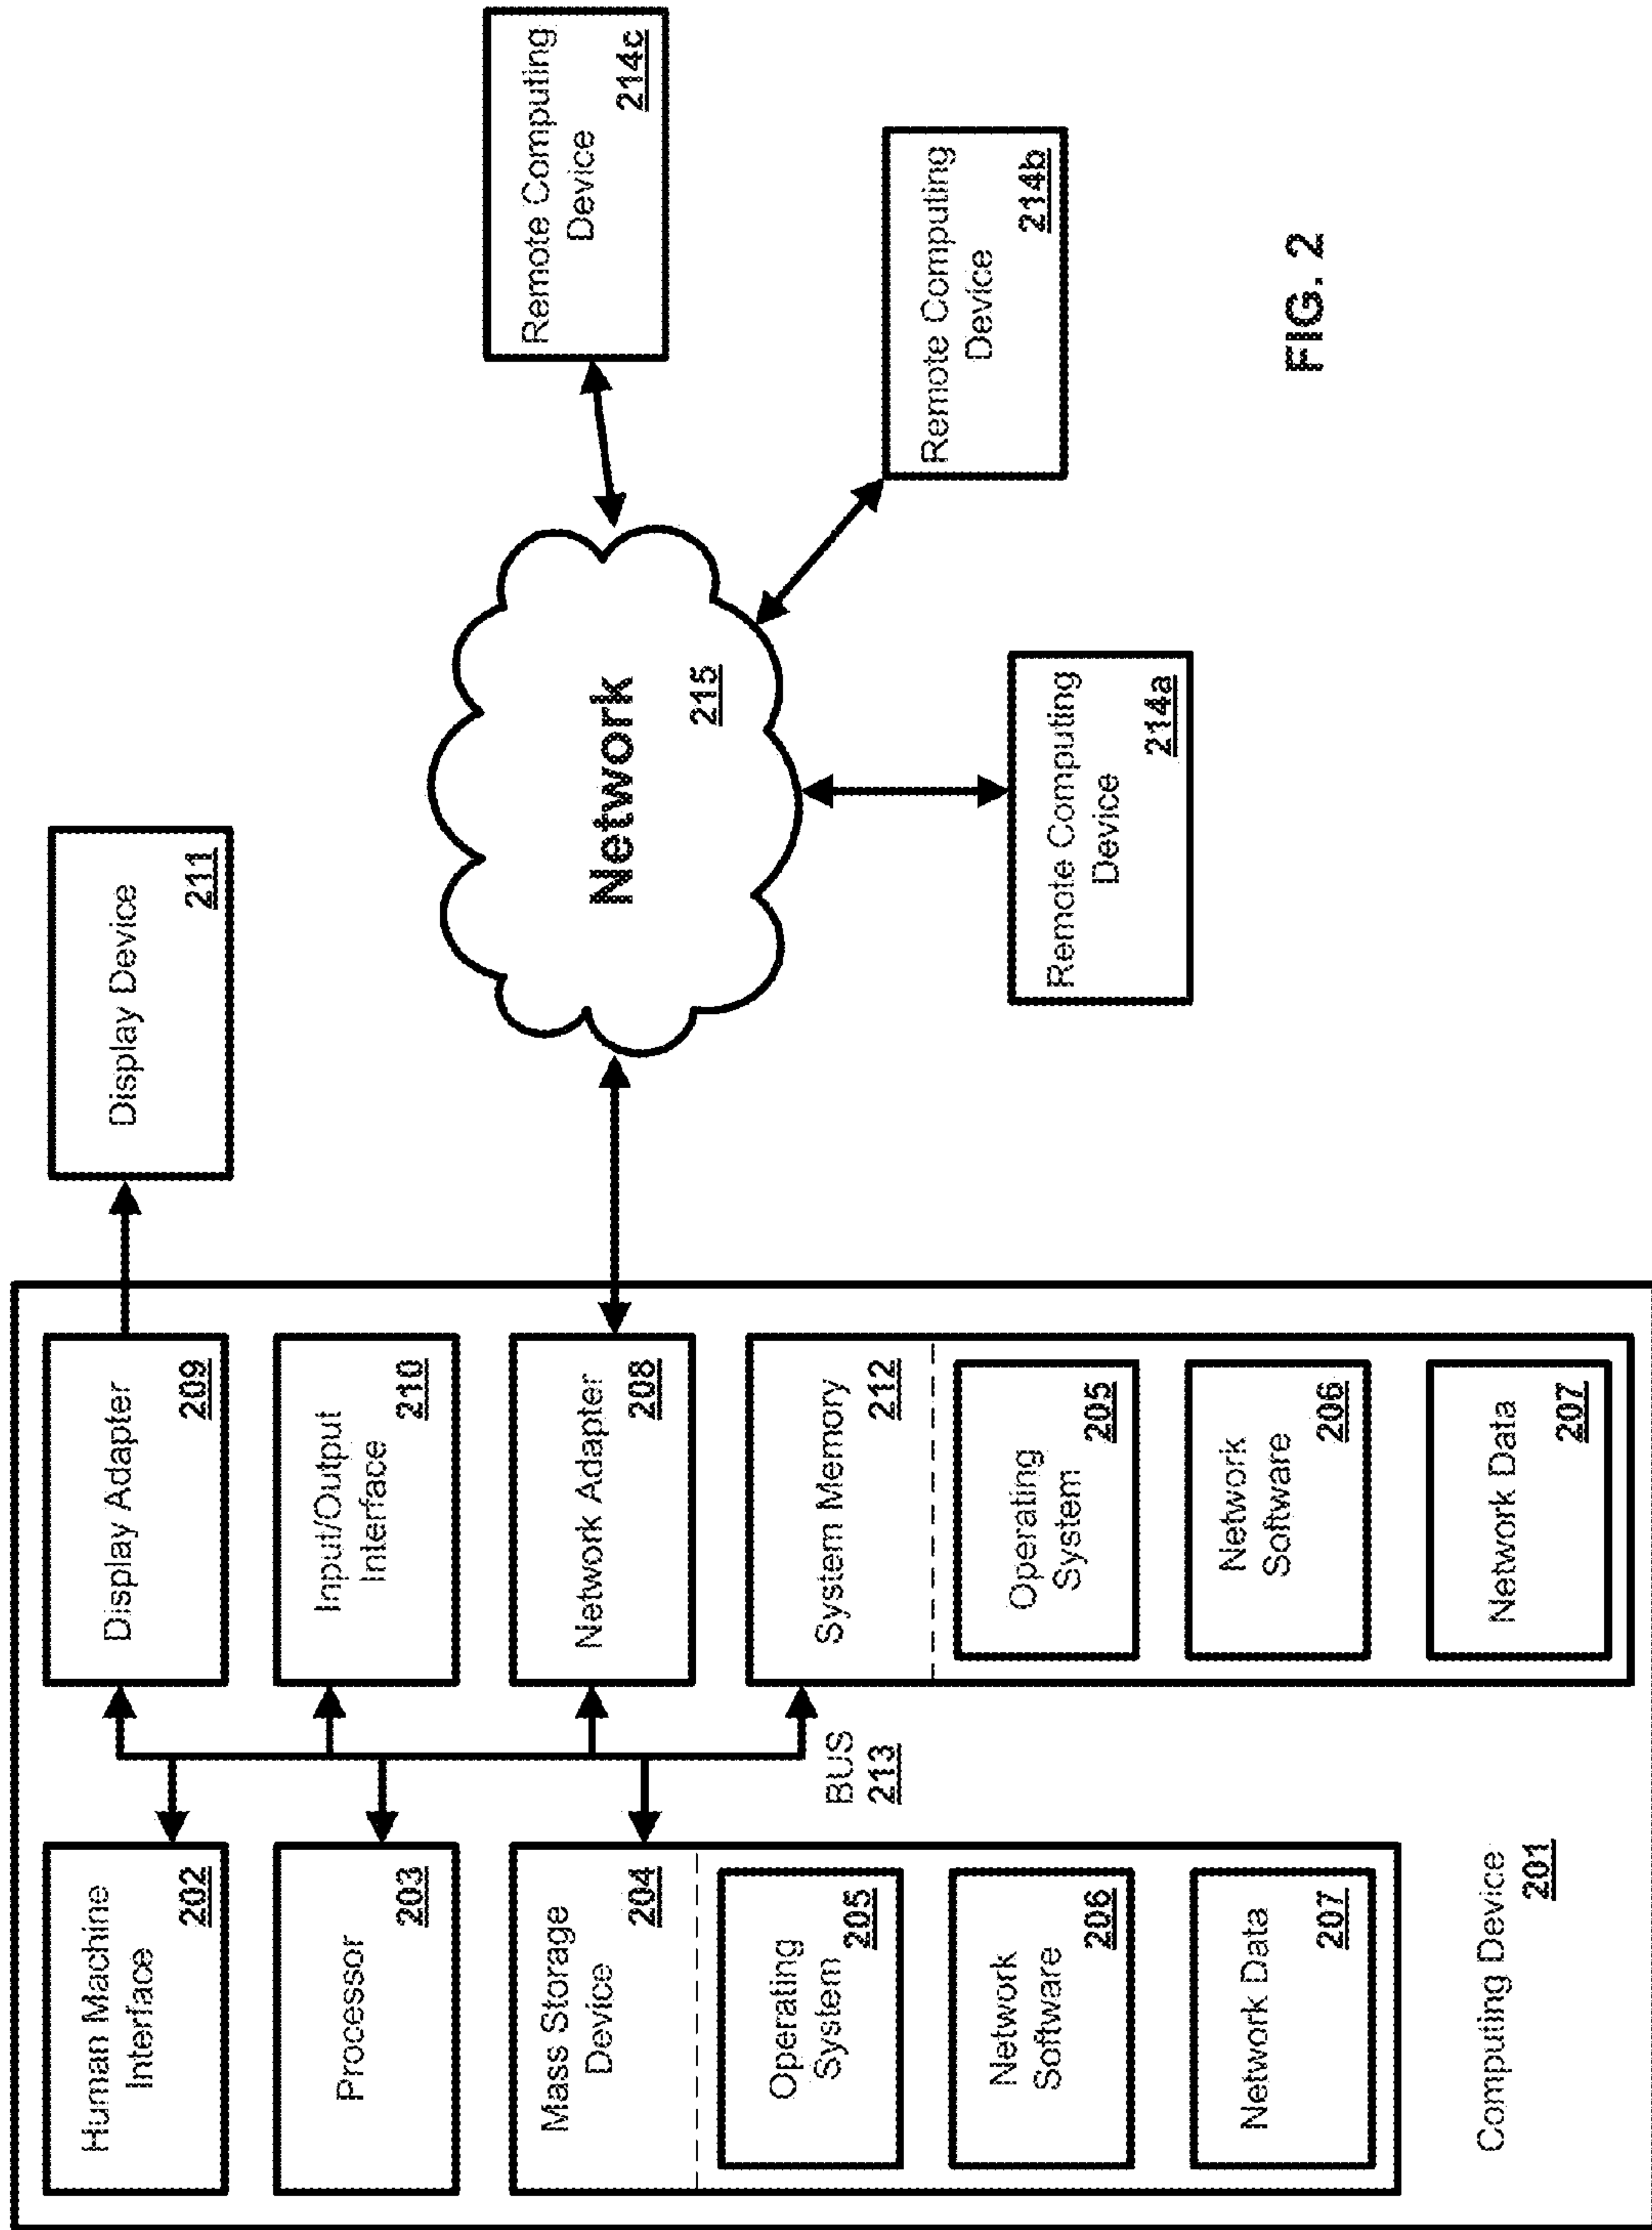 Human Machine
Interface
202
Processor
203
Mass Storage
Device
204
Operating
System
205
Network
Software
206
Network Data
207
Computing Device
201
BUS
213
Display Adapter
209
Input/Output
Interface
210
Network Adapter
208
System Memory
212
Operating
System
205
Network
Software
206
Network Data
207
Display Device
211
Network
215
Remote Computing
Device
214a
Remote Computing
Device
214b
Remote Computing
Device
214c
FIG. 2